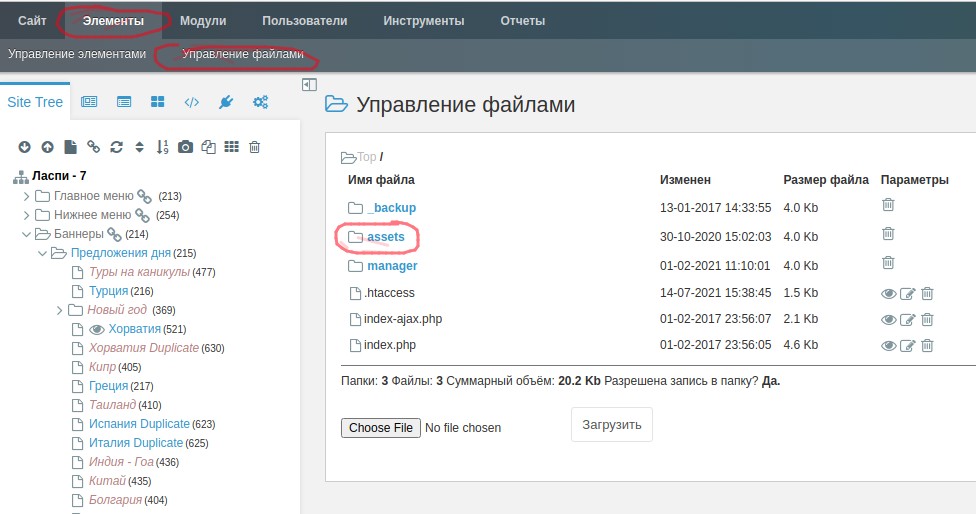 Сайт Элементы Модули Пользователи Инструменты Отчеты
Управление элементами Управление файлами
Site Tree
Ласпи - 7
Главное меню (213)
Нижнее меню (254)
Баннеры (214)
Предложения дня (215)
Туры на каникулы (477)
Турция (216)
Новый год (369)
Хорватия (521)
Хорватия Duplicate (630)
Кипр (405)
Греция (217)
Таиланд (410)
Испания Duplicate (623)
Италия Duplicate (625)
Индия - Гоа (436)
Китай (435)
Болгария (404)
Управление файлами
Top /
Имя файла Изменен Размер файла Параметры
_backup 13-01-2017 14:33:55 4.0 Kb
assets 30-10-2020 15:02:03 4.0 Kb
manager 01-02-2021 11:10:01 4.0 Kb
.htaccess 14-07-2021 15:38:45 1.5 Kb
index-ajax.php 01-02-2017 23:56:07 2.1 Kb
index.php 01-02-2017 23:56:05 4.6 Kb
Папки: 3 Файлы: 3 Суммарный объём: 20.2 Kb Разрешена запись в папку? Да.
Choose File No file chosen Загрузить